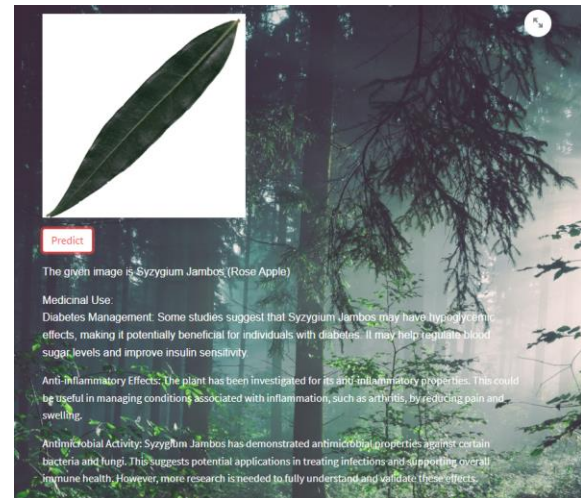 Predict
The given image is Syzygium Jambos (Rose Apple)
Medicinal Use:
Diabetes Management: Some studies suggest that Syzygium Jambos may have hypoglycemic
effects, making it potentially beneficial for individuals with diabetes. It may help regulate blood
sugar levels and improve insulin sensitivity.
Anti-inflammatory Effects: The plant has been investigated for its anti-inflammatory properties. This could
be useful in managing conditions associated with inflammation, such as arthritis, by reducing pain and
swelling.
Antimicrobial Activity: Syzygium Jambos has demonstrated antimicrobial properties against certain
bacteria and fungi. This suggests potential applications in treating infections and supporting overall
immune health. However, more research is needed to fully understand and validate these effects.